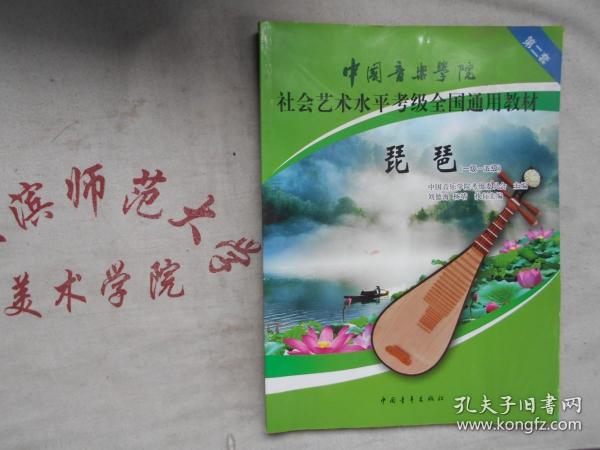 第二套
中国音乐學院
社会艺术水平考级全国通用教材
琵琶(一级~五级)
中国音乐学院考级委员会 主编
刘德海 杨靖 执行主编
中国青年出版社
滨师范大学
美术学院
孔夫子旧书网
www.kongfz.com